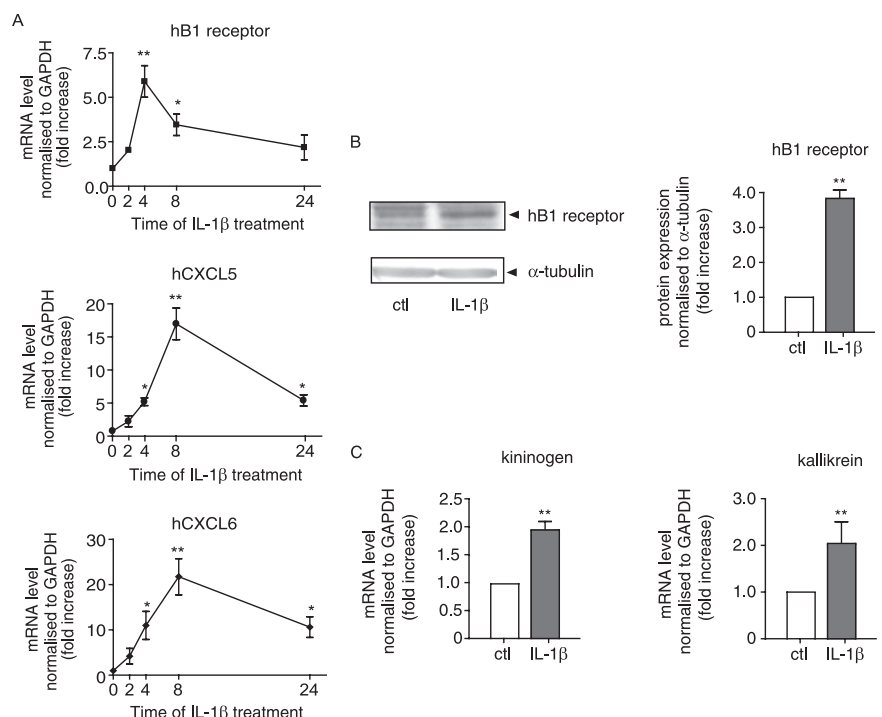 A
hB1 receptor
mRNA level
normalised to GAPDH
(fold increase)
7.5
5.0
2.5
0.0
**
*
0 2 4 8 24
Time of IL-1β treatment
hCXCL5
mRNA level
normalised to GAPDH
(fold increase)
20
15
10
5
0
*
**
*
0 2 4 8 24
Time of IL-1β treatment
hCXCL6
mRNA level
normalised to GAPDH
(fold increase)
30
20
10
0
*
**
*
0 2 4 8 24
Time of IL-1β treatment
B
hB1 receptor
α-tubulin
ctl IL-1β
hB1 receptor
protein expression
normalised to α-tubulin
(fold increase)
4.0
3.0
2.0
1.0
0
**
ctl IL-1β
C
kininogen
mRNA level
normalised to GAPDH
(fold increase)
2.5
2.0
1.5
1.0
0.5
0
**
ctl IL-1β
kallikrein
mRNA level
normalised to GAPDH
(fold increase)
3.0
2.0
1.0
0
**
ctl IL-1β